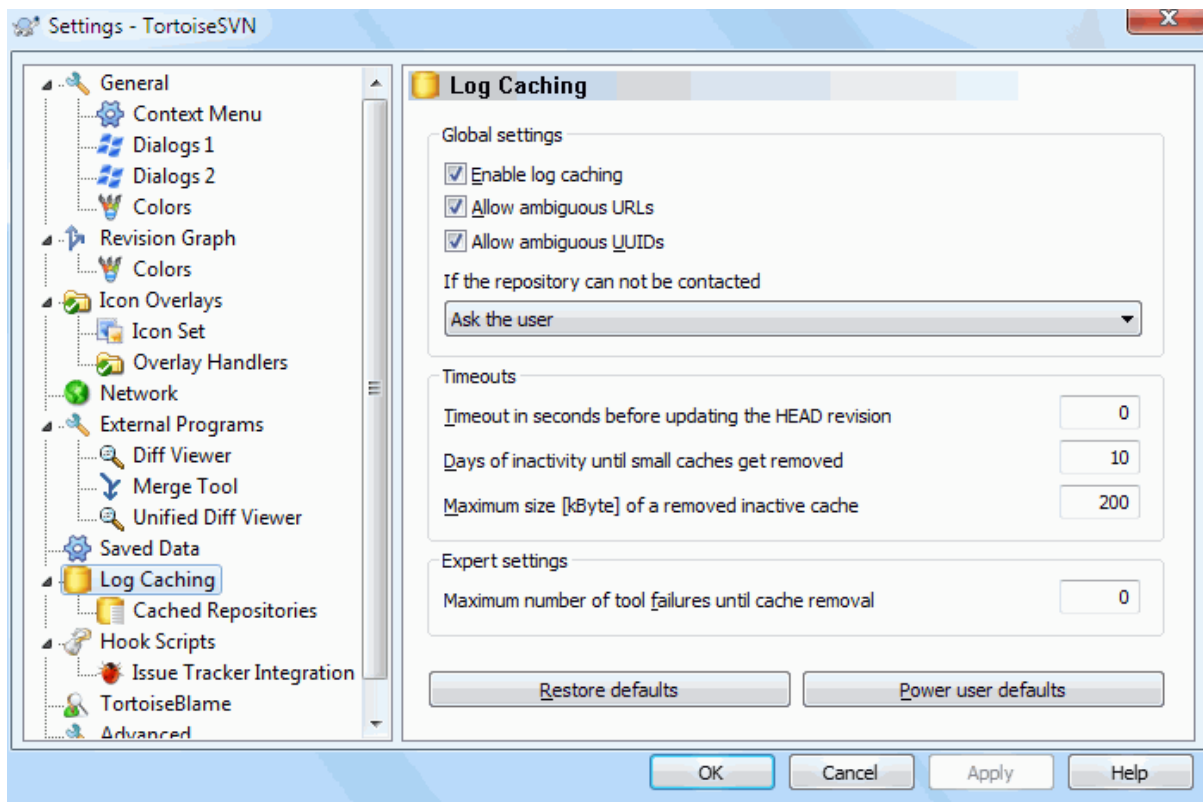 Settings - TortoiseSVN
General
Context Menu
Dialogs 1
Dialogs 2
Colors
Revision Graph
Colors
Icon Overlays
Icon Set
Overlay Handlers
Network
External Programs
Diff Viewer
Merge Tool
Unified Diff Viewer
Saved Data
Log Caching
Cached Repositories
Hook Scripts
Issue Tracker Integration
TortoiseBlame
Advanced
Log Caching
Global settings
Enable log caching
Allow ambiguous URLs
Allow ambiguous UUIDs
If the repository can not be contacted
Ask the user
Timeouts
Timeout in seconds before updating the HEAD revision 0
Days of inactivity until small caches get removed 10
Maximum size [kByte] of a removed inactive cache 200
Expert settings
Maximum number of tool failures until cache removal 0
Restore defaults Power user defaults
OK Cancel Apply Help